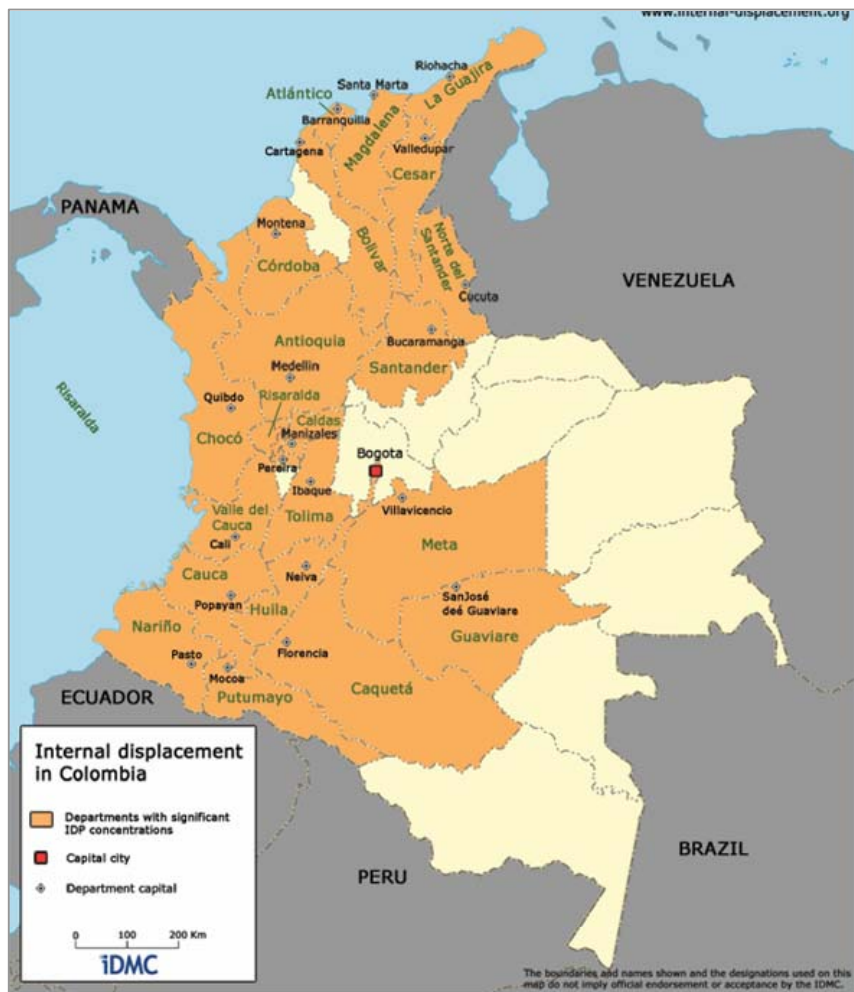 www.internal-displacement.org
Riohacha
La Guajira
Santa Marta
Atlántico
Barranquilla
Magdalena
Cartagena
Valledupar
Cesar
PANAMA
Montena
Bolívar
Norte del
Santander
Córdoba
VENEZUELA
Cúcuta
Antioquia
Bucaramanga
Medellin
Santander
Risaralda
Risaralda
Quibdo
Caldas
Chocó
Manizales
Bogota
Pereira
Ibaque
Villavicencio
Valle del
Cauca
Tolima
Cali
Meta
Neiva
Cauca
SanJosé
deé Guaviare
Popayan
Huila
Nariño
Guaviare
Florencia
Pasto
Mocoa
Caquetá
ECUADOR
Putumayo
Internal displacement
in Colombia
Departments with significant
IDP concentrations
Capital city
Department capital
0 100 200 Km
iDMC
PERU
BRAZIL
The boundaries and names shown and the designations used on this
map do not imply official endorsement or acceptance by the IDMC.